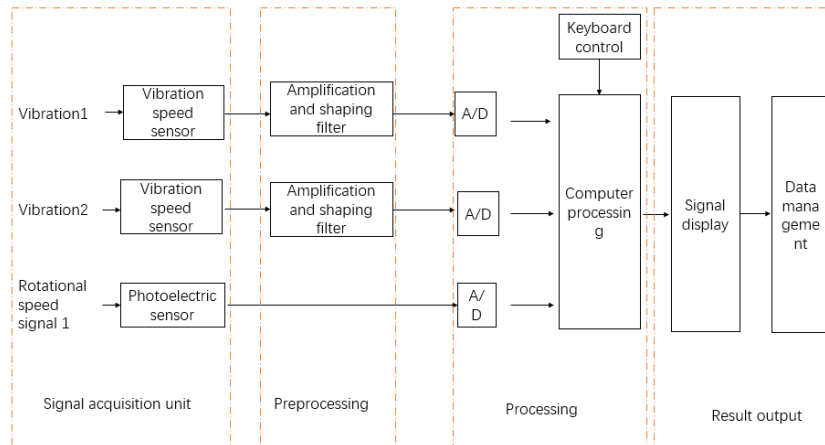 Keyboard
control
Vibration1
Vibration
speed
sensor
Amplification
and shaping
filter
A/D
Vibration2
Vibration
speed
sensor
Amplification
and shaping
filter
A/D
Computer
processin
g
Signal
display
Data
mana
geme
nt
Rotational
speed
signal 1
Photoelectric
sensor
A/
D
Signal acquisition unit
Preprocessing
Processing
Result output